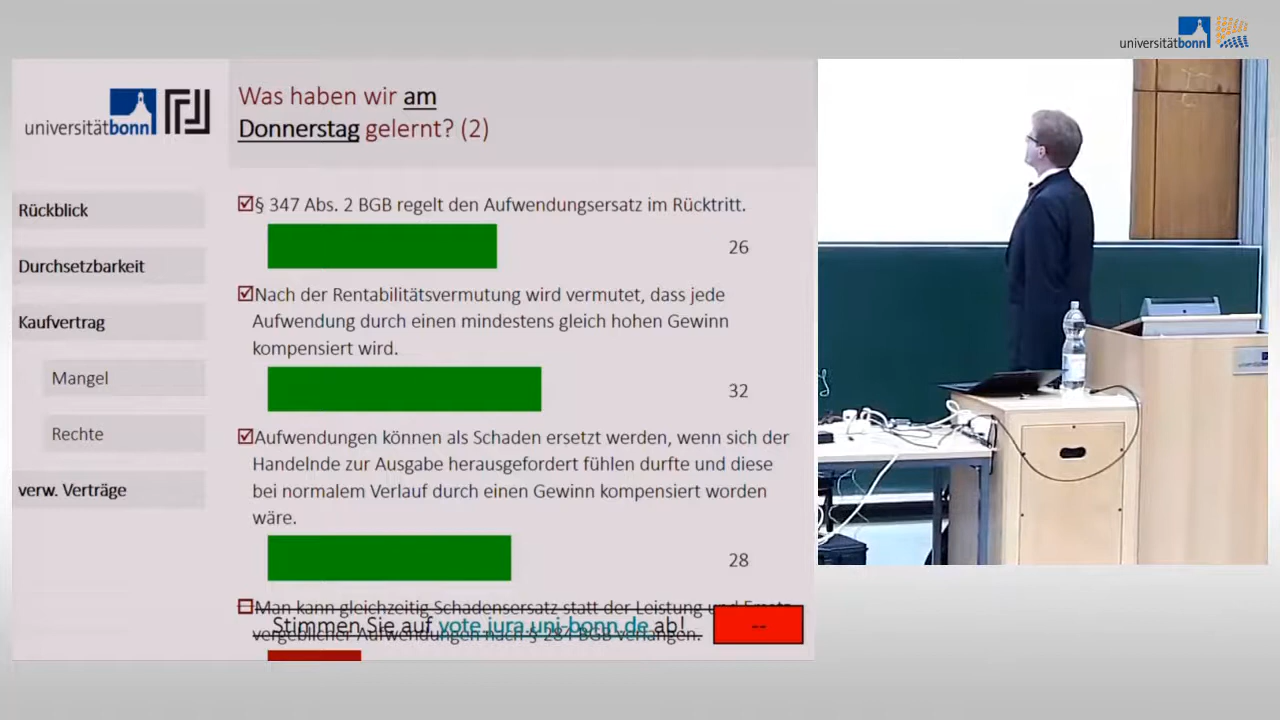 universitätbonn
universitätbonn
Was haben wir am
Donnerstag gelernt? (2)
Rückblick
Durchsetzbarkeit
Kaufvertrag
Mangel
Rechte
verw. Verträge
§ 347 Abs. 2 BGB regelt den Aufwendungsersatz im Rücktritt.
26
Nach der Rentabilitätsvermutung wird vermutet, dass jede
Aufwendung durch einen mindestens gleich hohen Gewinn
kompensiert wird.
32
Aufwendungen können als Schaden ersetzt werden, wenn sich der
Handelnde zur Ausgabe herausgefordert fühlen durfte und diese
bei normalem Verlauf durch einen Gewinn kompensiert worden
wäre.
28
Man kann gleichzeitig Schadensersatz statt der Leistung und Ersatz
vergeblicher Aufwendungen nach § 284 BGB verlangen.
Stimmen Sie auf vote.jura.uni-bonn.de ab!
--